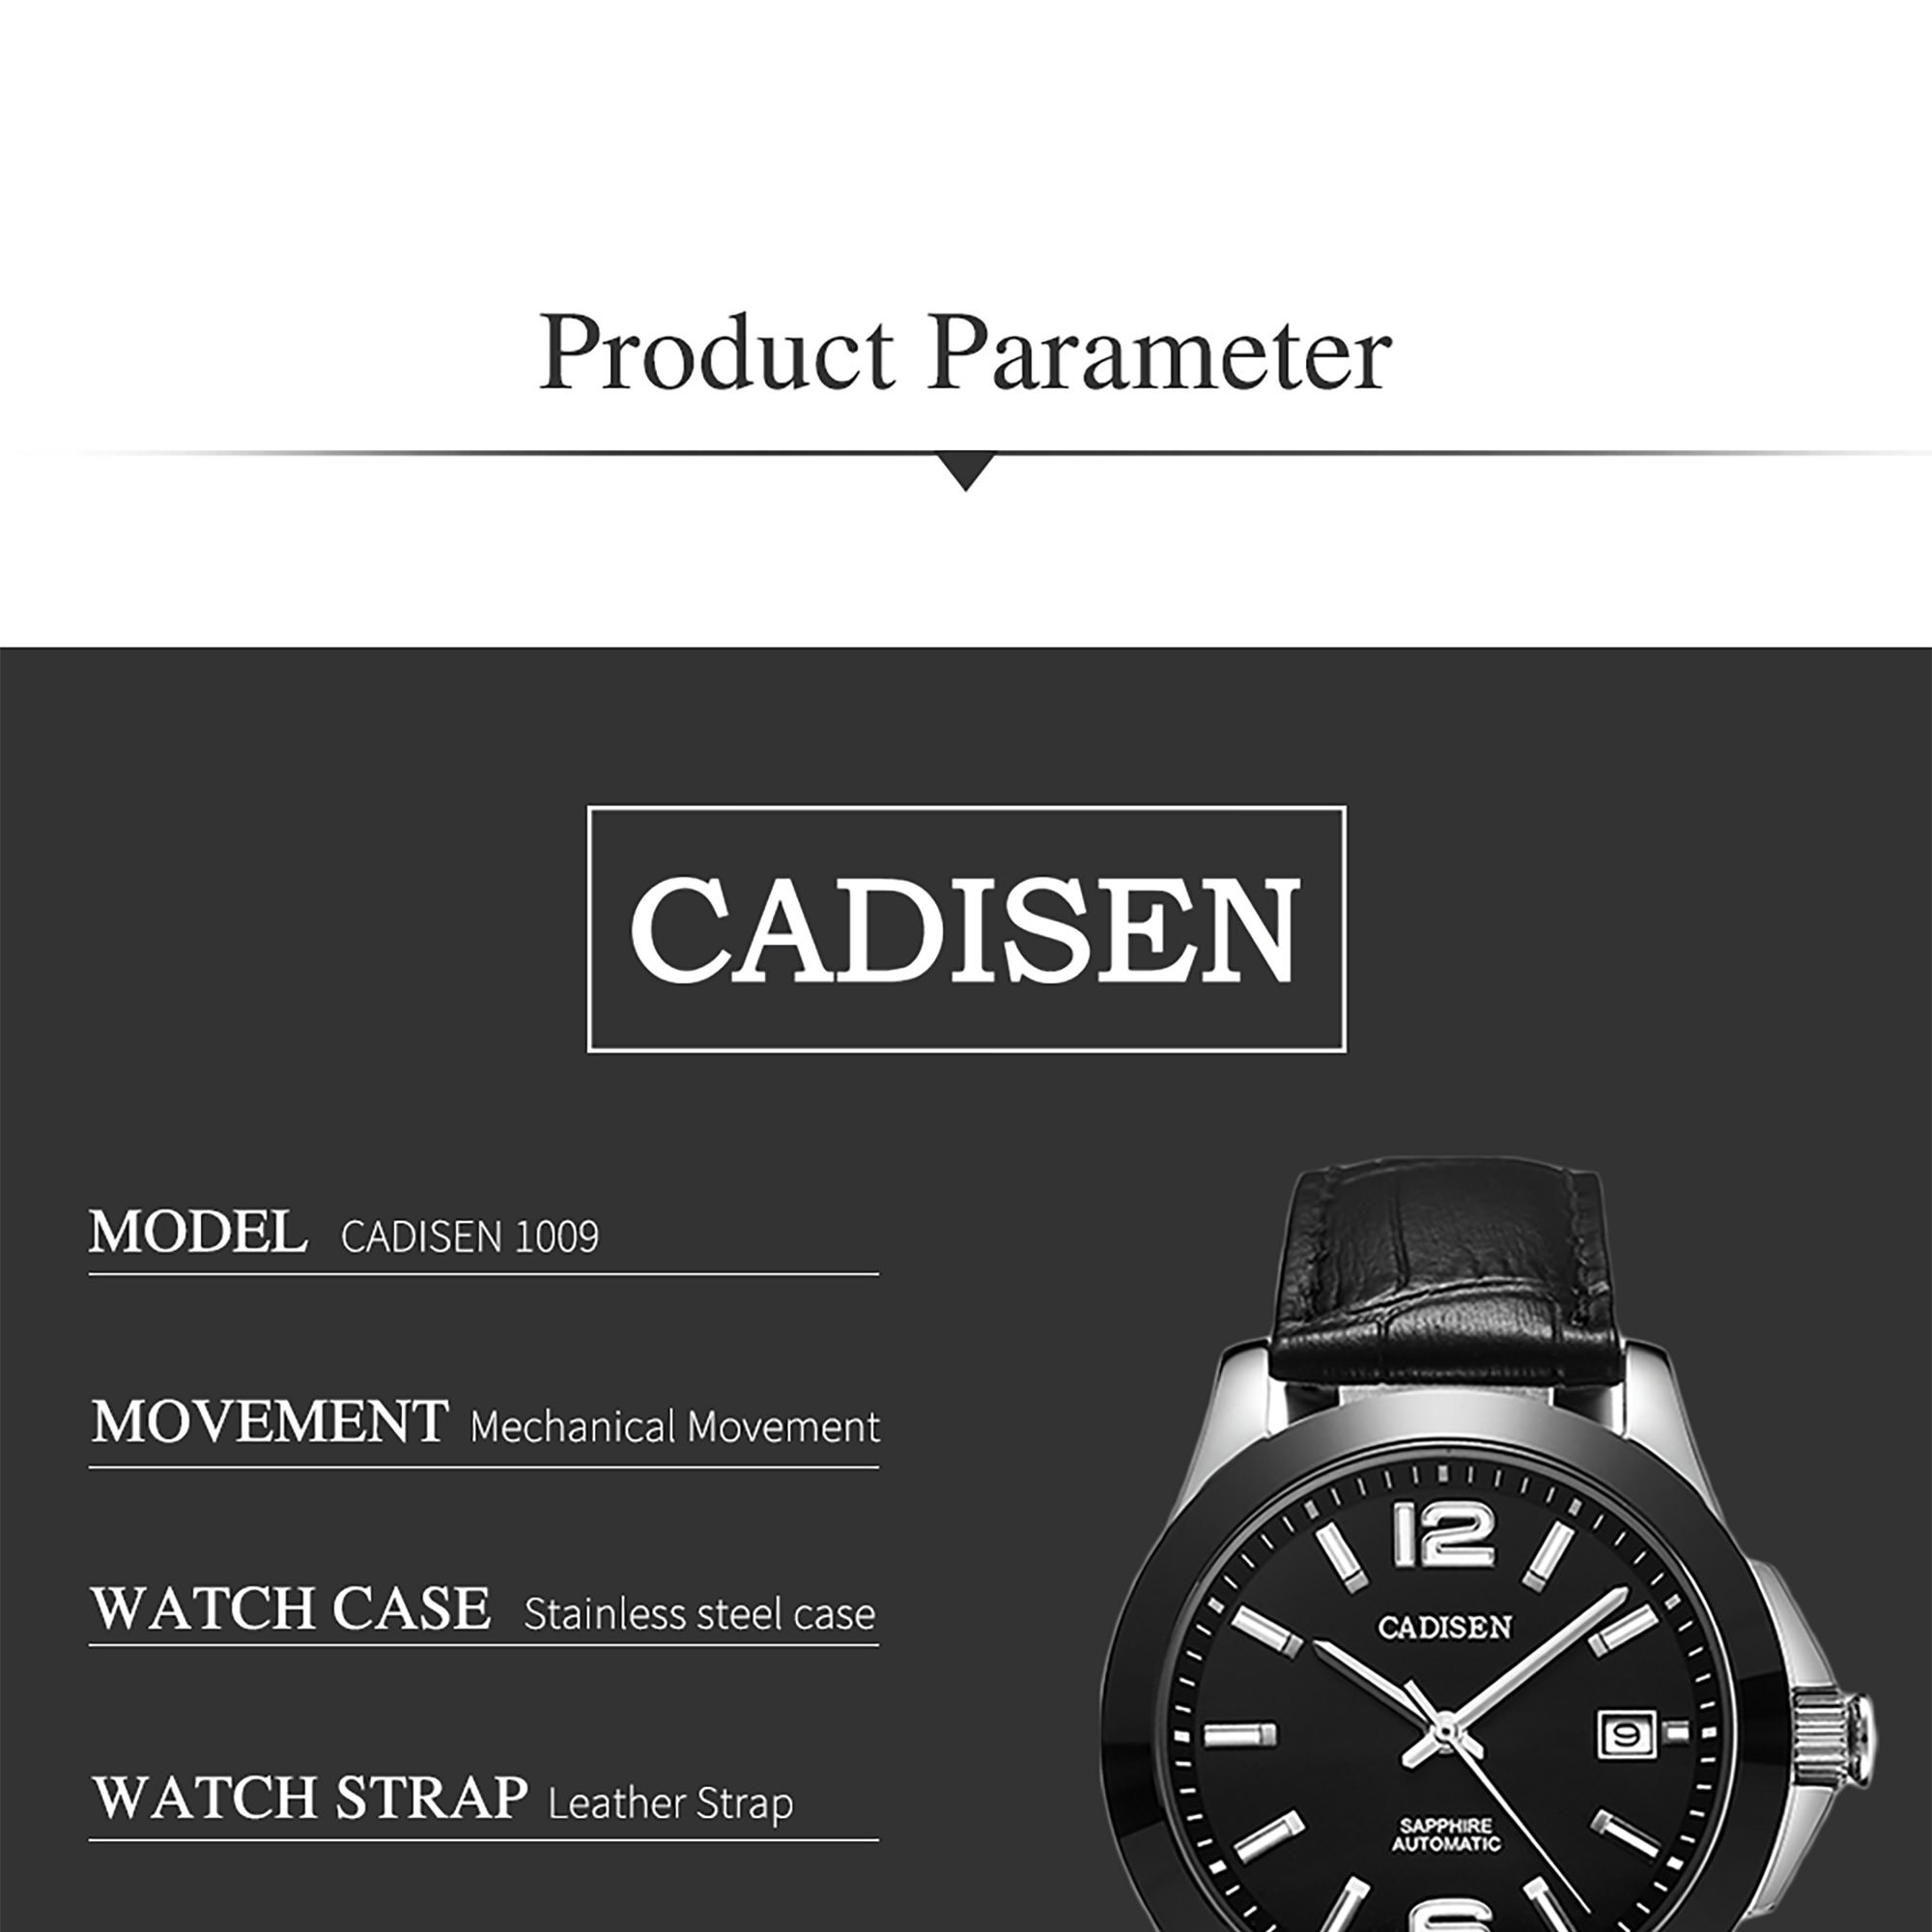 Product Parameter
CADISEN
MODEL CADISEN 1009
MOVEMENT Mechanical Movement
WATCH CASE Stainless steel case
WATCH STRAP Leather Strap
12
CADISEN
9
SAPPHIRE
AUTOMATIC
6